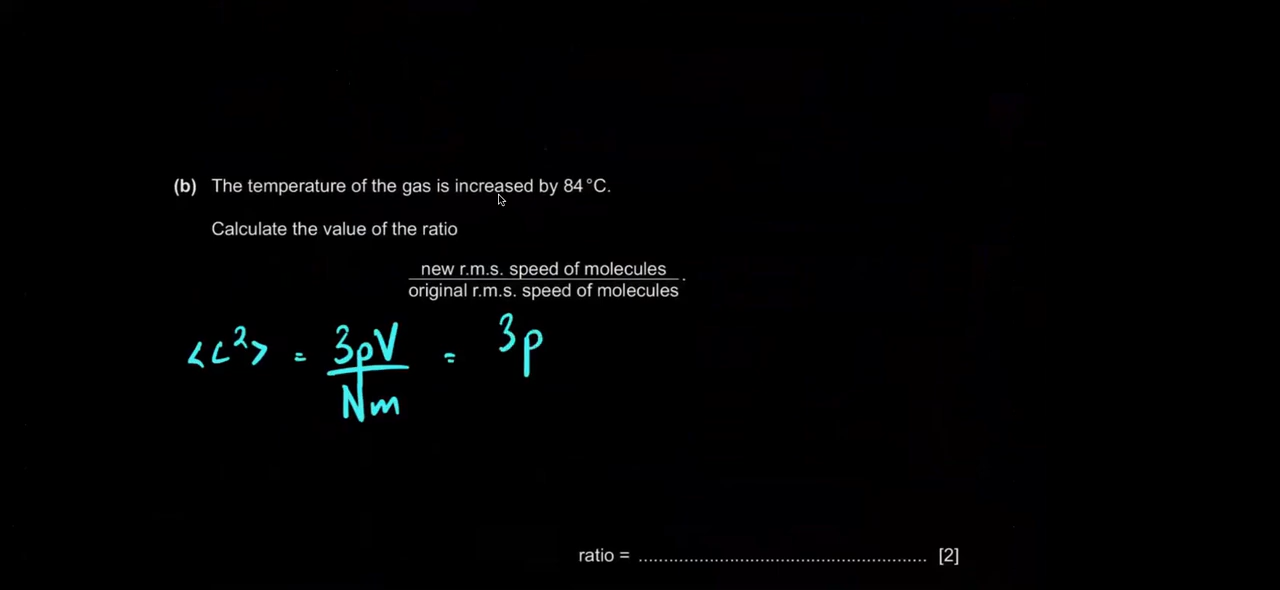 (b) The temperature of the gas is increased by 84 °C.
Calculate the value of the ratio
new r.m.s. speed of molecules
original r.m.s. speed of molecules.
<c²> = 3pV / Nm = 3p
ratio = ........................................................ [2]